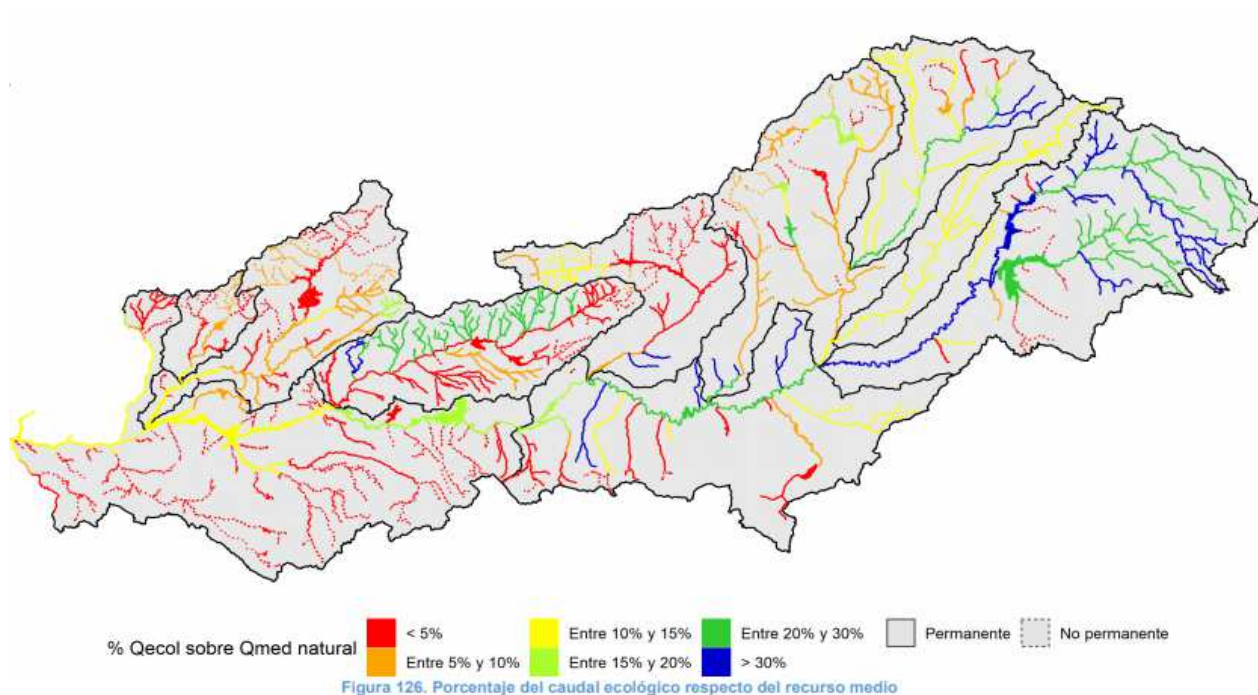 % Qecol sobre Qmed natural
< 5%
Entre 10% y 15%
Entre 20% y 30%
Permanente
No permanente
Entre 5% y 10%
Entre 15% y 20%
> 30%
Figura 126. Porcentaje del caudal ecológico respecto del recurso medio